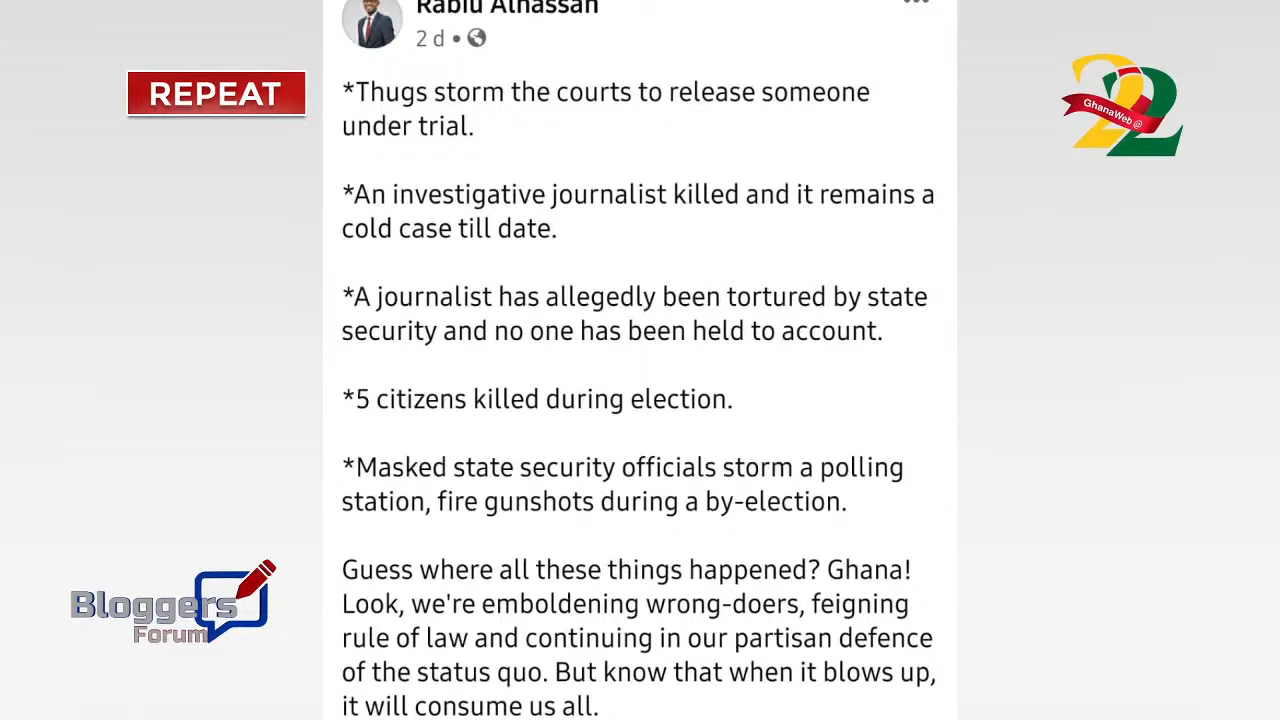 Rabiu Alhassan
2 d
REPEAT
22
GhanaWeb @
*Thugs storm the courts to release someone
under trial.
*An investigative journalist killed and it remains a
cold case till date.
*A journalist has allegedly been tortured by state
security and no one has been held to account.
*5 citizens killed during election.
*Masked state security officials storm a polling
station, fire gunshots during a by-election.
Guess where all these things happened? Ghana!
Look, we're emboldening wrong-doers, feigning
rule of law and continuing in our partisan defence
of the status quo. But know that when it blows up,
it will consume us all.
Bloggers
Forum